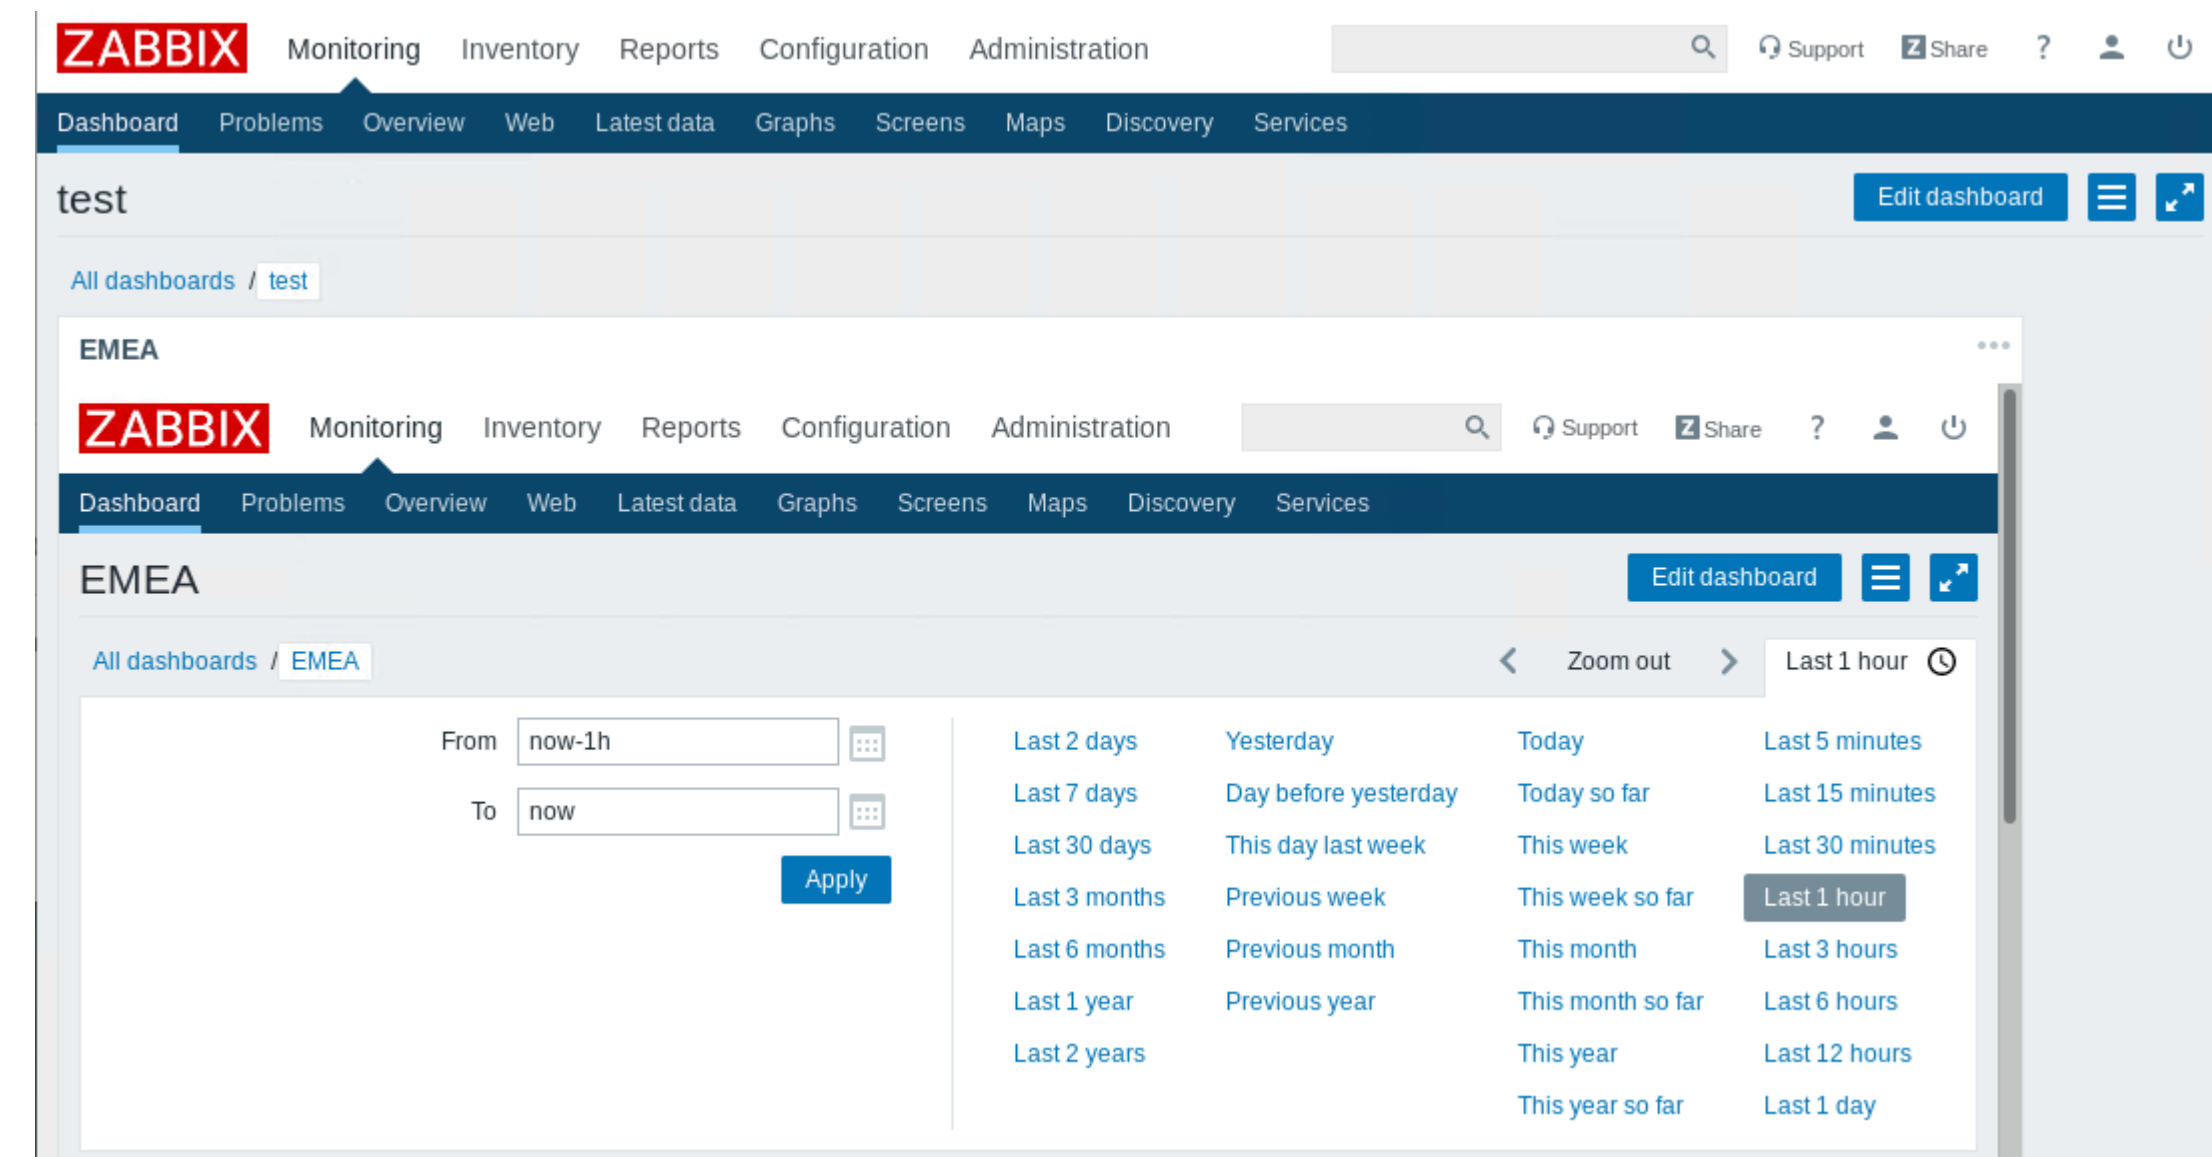 ZABBIX Monitoring Inventory Reports Configuration Administration Support Z Share ?
Dashboard Problems Overview Web Latest data Graphs Screens Maps Discovery Services
test Edit dashboard
All dashboards / test
EMEA
ZABBIX Monitoring Inventory Reports Configuration Administration Support Z Share ?
Dashboard Problems Overview Web Latest data Graphs Screens Maps Discovery Services
EMEA Edit dashboard
All dashboards / EMEA Zoom out Last 1 hour
From now-1h Last 2 days Yesterday Today Last 5 minutes
To now Last 7 days Day before yesterday Today so far Last 15 minutes
Last 30 days This day last week This week Last 30 minutes
Apply Last 3 months Previous week This week so far Last 1 hour
Last 6 months Previous month This month Last 3 hours
Last 1 year Previous year This month so far Last 6 hours
Last 2 years This year Last 12 hours
This year so far Last 1 day